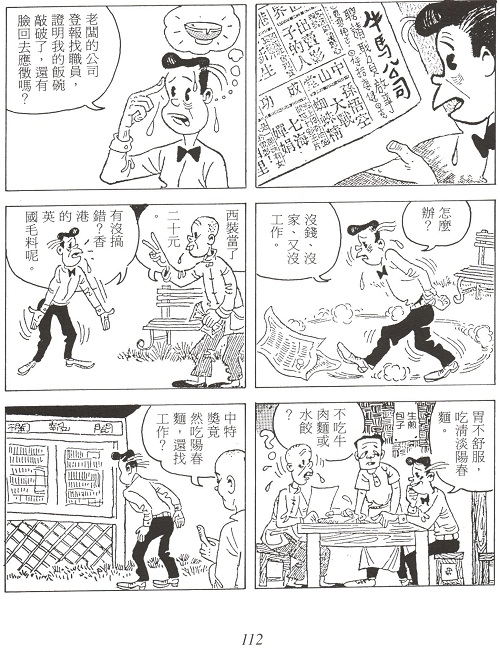 牛馬公司
孫悟空
老闆的公司
登報找職員，
證明我的飯碗
敲破了，還有
臉回去應徵嗎？
怎麼
辦？
沒錢、沒
家、又沒
工作。
西裝當了
二十元
。
有沒搞
錯？香
港的英
國毛料呢。
胃不舒服，
吃清淡陽春
麵。
生煎
包子
不吃牛
肉麵或
水餃
？
中特
獎竟
然吃陽春
麵，還找
工作？
112